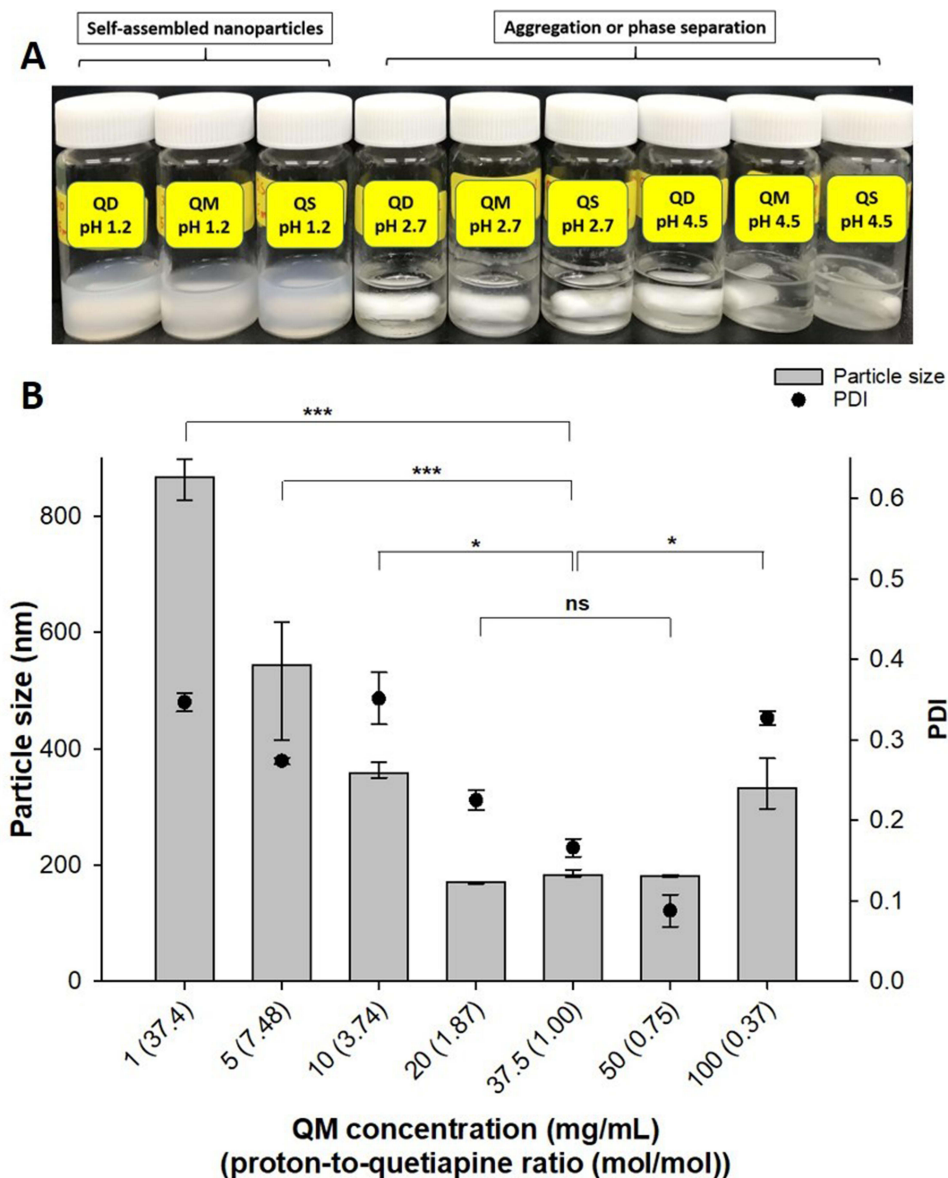 Self-assembled nanoparticles
Aggregation or phase separation
A
QD
pH 1.2
QM
pH 1.2
QS
pH 1.2
QD
pH 2.7
QM
pH 2.7
QS
pH 2.7
QD
pH 4.5
QM
pH 4.5
QS
pH 4.5
B
Particle size
PDI
***
***
*
*
ns
Particle size (nm)
800
600
400
200
0
PDI
0.6
0.5
0.4
0.3
0.2
0.1
0.0
1 (37.4)
5 (7.48)
10 (3.74)
20 (1.87)
37.5 (1.00)
50 (0.75)
100 (0.37)
QM concentration (mg/mL)
(proton-to-quetiapine ratio (mol/mol))